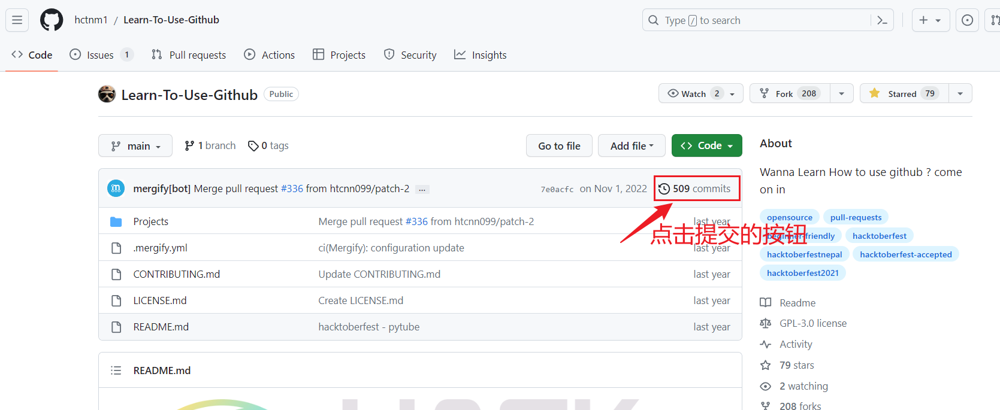 hctnm1 / Learn-To-Use-Github
Type / to search
Code
Issues 1
Pull requests
Actions
Projects
Security
Insights
Learn-To-Use-Github Public
Watch 2
Fork 208
Starred 79
main
1 branch
0 tags
Go to file
Add file
Code
mergify[bot] Merge pull request #336 from htcnn099/patch-2 ...
7e0acfc on Nov 1, 2022
509 commits
Projects Merge pull request #336 from htcnn099/patch-2 last year
点击提交的按钮
.mergify.yml ci(Mergify): configuration update last year
CONTRIBUTING.md Update CONTRIBUTING.md last year
LICENSE.md Create LICENSE.md last year
README.md hacktoberfest - pytube last year
README.md
About
Wanna Learn How to use github ? come
on in
opensource pull-requests
beginner-friendly hacktoberfest
hacktoberfestnepal hacktoberfest-accepted
hacktoberfest2021
Readme
GPL-3.0 license
Activity
79 stars
2 watching
208 forks